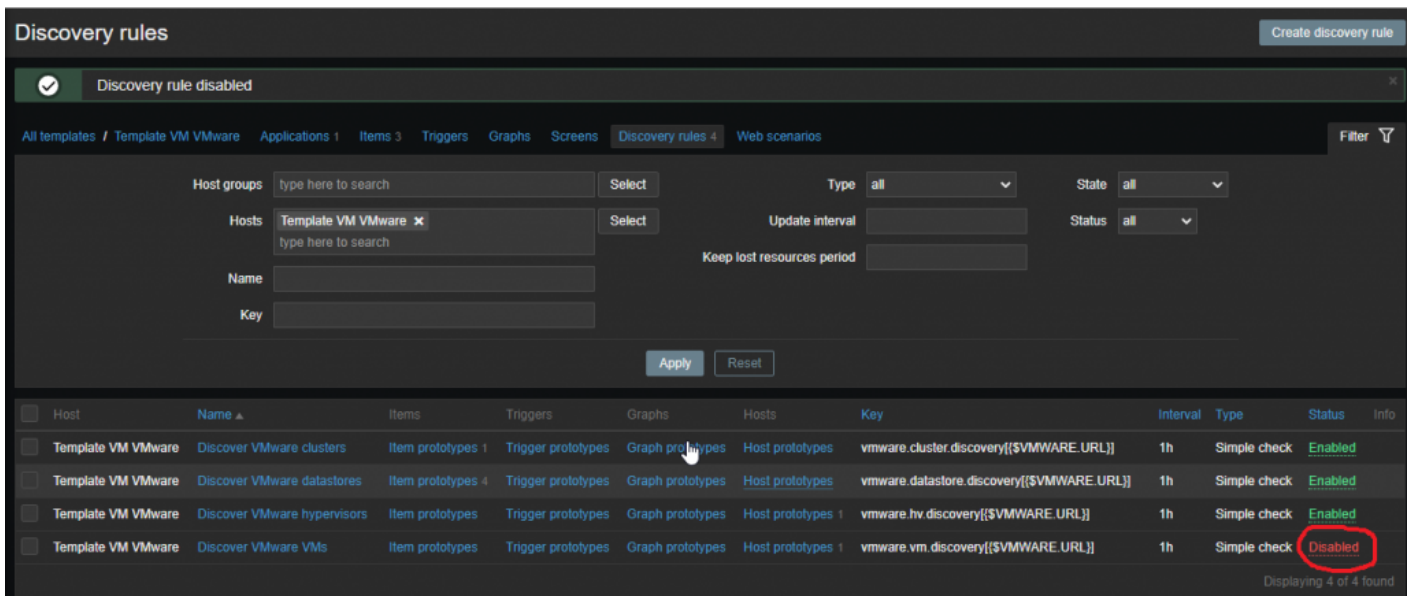 Discovery rules
Create discovery rule
Discovery rule disabled
All templates / Template VM VMware Applications 1 Items 3 Triggers Graphs Screens Discovery rules 4 Web scenarios Filter
Host groups type here to search Select Type all State all
Hosts Template VM VMware Select Update interval Status all
type here to search
Keep lost resources period
Name
Key
Apply Reset
Host Name Items Triggers Graphs Hosts Key Interval Type Status Info
Template VM VMware Discover VMware clusters Item prototypes 1 Trigger prototypes Graph prototypes Host prototypes vmware.cluster.discovery[{$VMWARE.URL}] 1h Simple check Enabled
Template VM VMware Discover VMware datastores Item prototypes 4 Trigger prototypes Graph prototypes Host prototypes vmware.datastore.discovery[{$VMWARE.URL}] 1h Simple check Enabled
Template VM VMware Discover VMware hypervisors Item prototypes Trigger prototypes Graph prototypes Host prototypes 1 vmware.hv.discovery[{$VMWARE.URL}] 1h Simple check Enabled
Template VM VMware Discover VMware VMs Item prototypes Trigger prototypes Graph prototypes Host prototypes 1 vmware.vm.discovery[{$VMWARE.URL}] 1h Simple check Disabled
Displaying 4 of 4 found